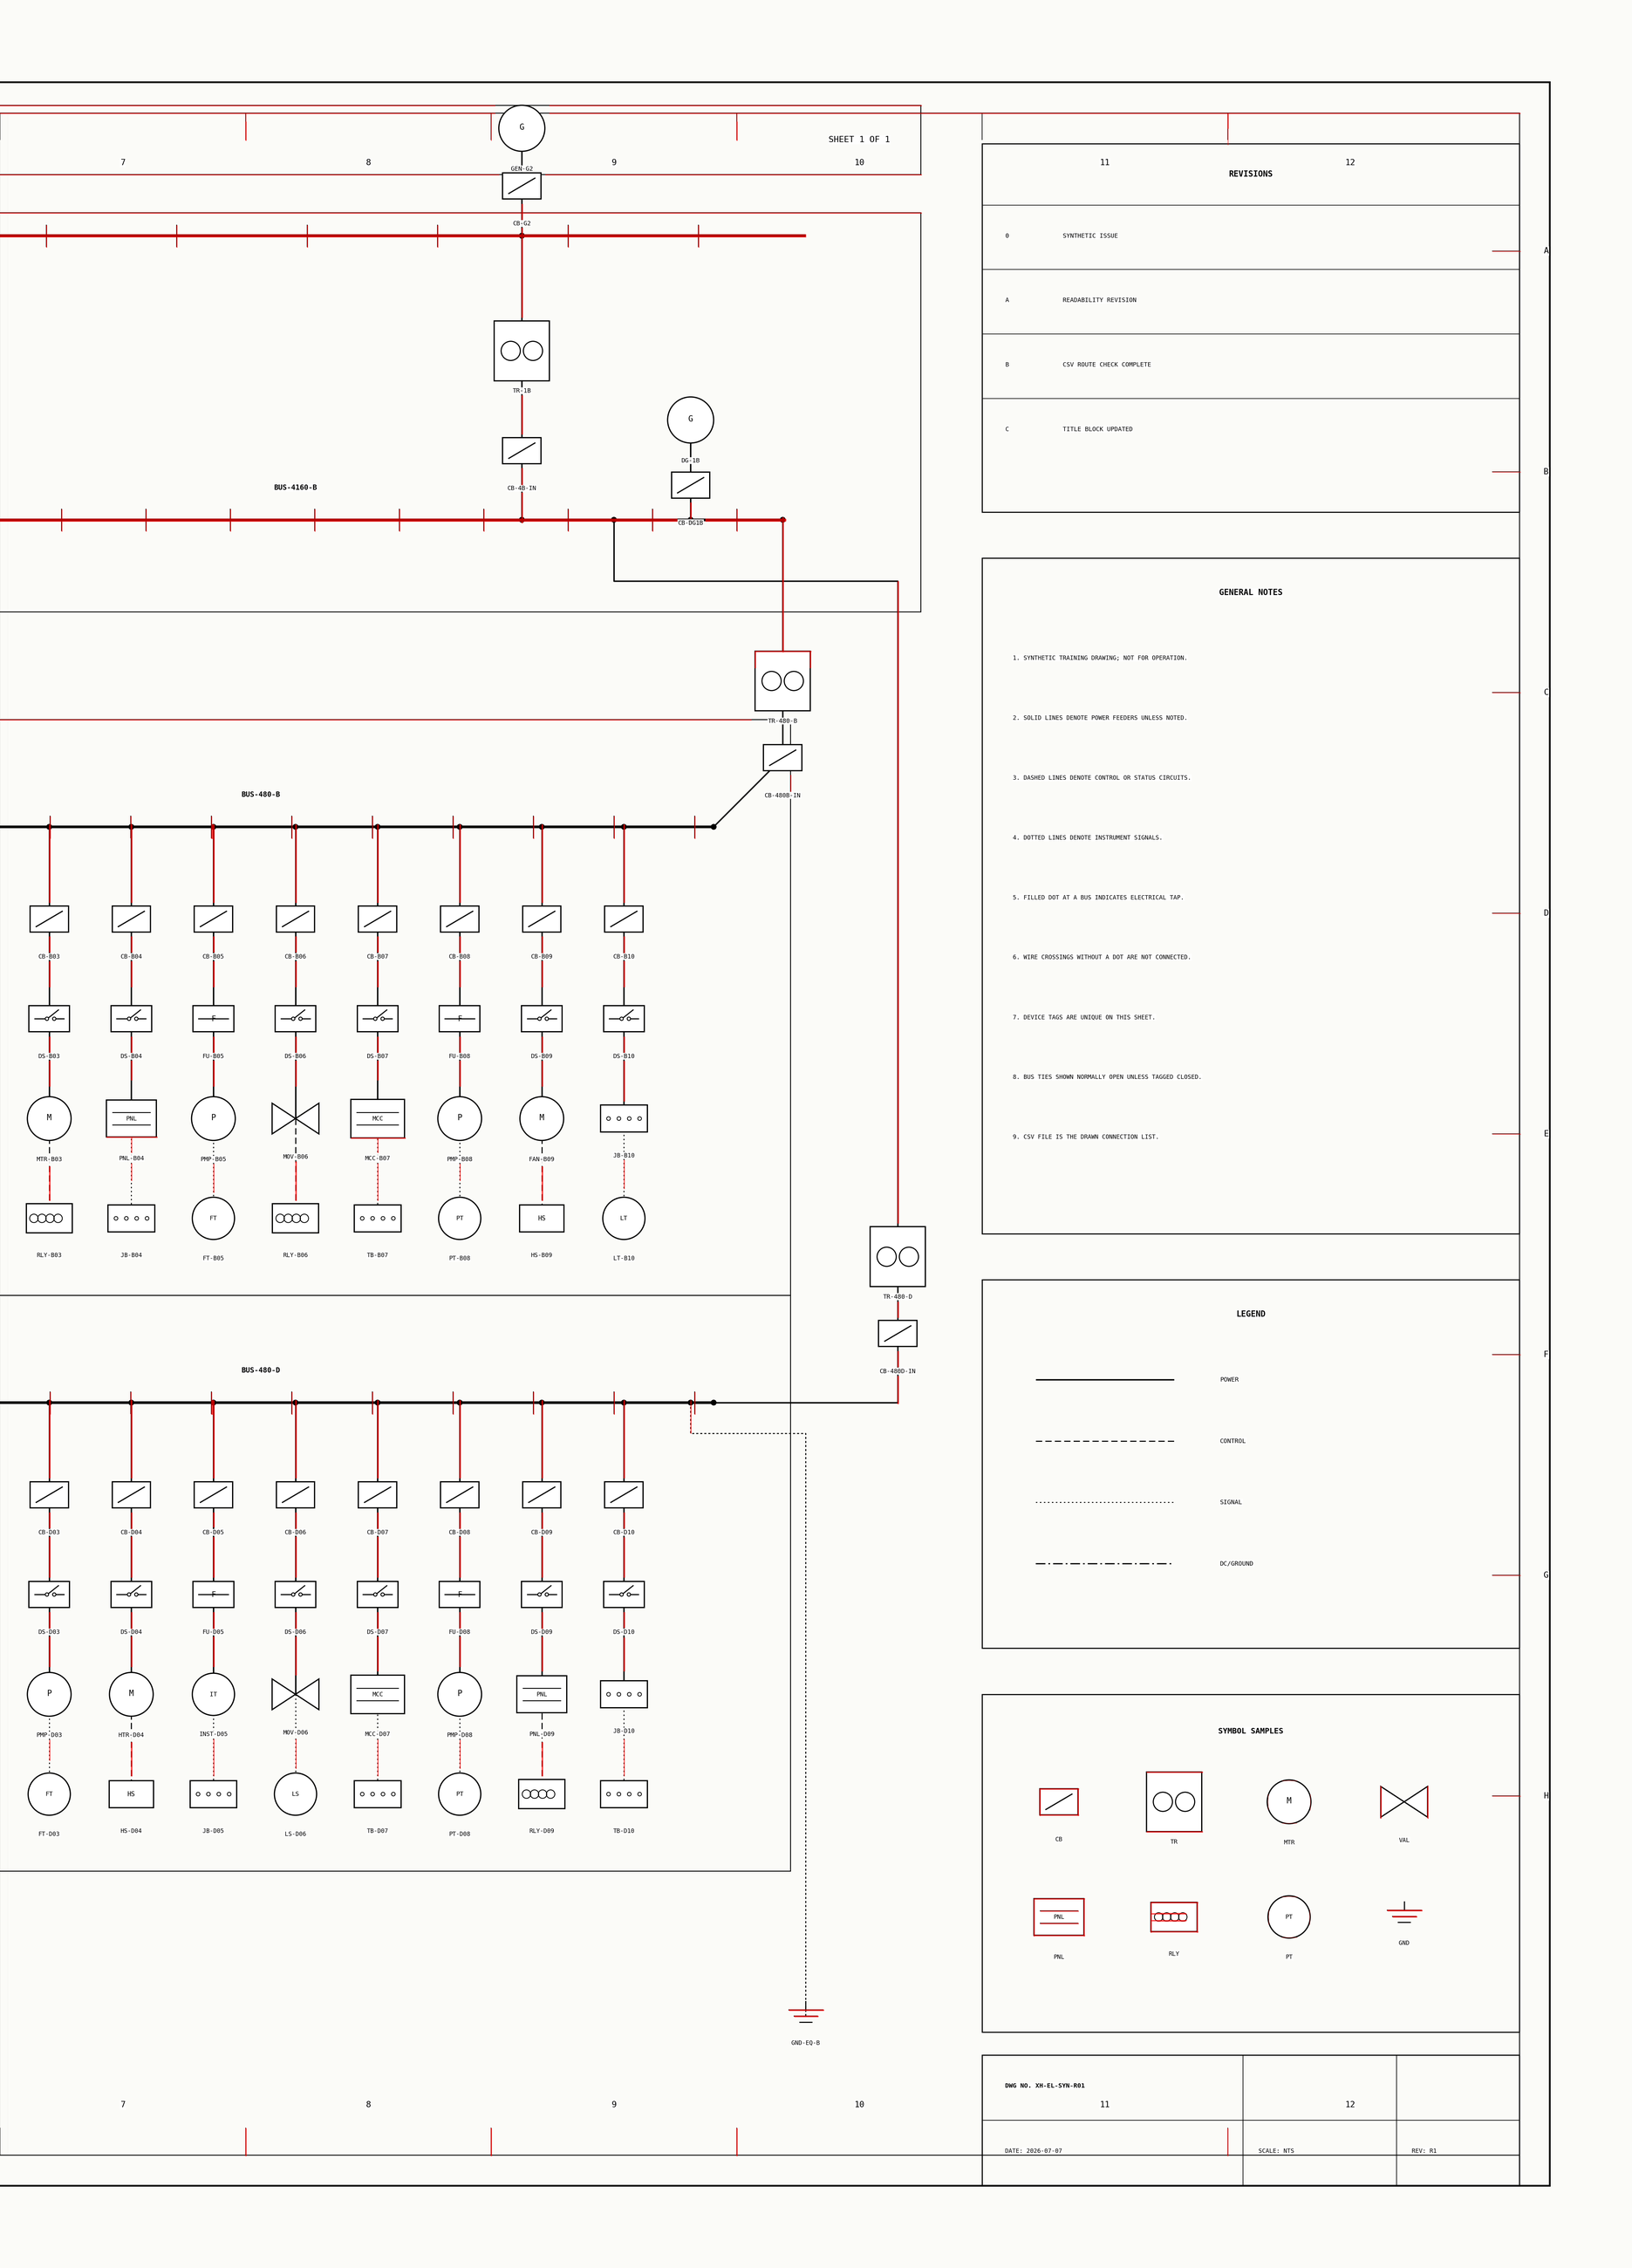 G
SHEET 1 OF 1
7 8 9 10 11 12
GEN-G2
REVISIONS
CB-G2
0 SYNTHETIC ISSUE
A
A READABILITY REVISION
B CSV ROUTE CHECK COMPLETE
TR-1B
G
C TITLE BLOCK UPDATED
DG-1B
B
BUS-4160-B
CB-4B-IN
CB-DG1B
GENERAL NOTES
1. SYNTHETIC TRAINING DRAWING; NOT FOR OPERATION.
C
2. SOLID LINES DENOTE POWER FEEDERS UNLESS NOTED.
TR-480-B
3. DASHED LINES DENOTE CONTROL OR STATUS CIRCUITS.
BUS-480-B
CB-480B-IN
4. DOTTED LINES DENOTE INSTRUMENT SIGNALS.
5. FILLED DOT AT A BUS INDICATES ELECTRICAL TAP.
D
6. WIRE CROSSINGS WITHOUT A DOT ARE NOT CONNECTED.
CB-B03 CB-B04 CB-B05 CB-B06 CB-B07 CB-B08 CB-B09 CB-B10
7. DEVICE TAGS ARE UNIQUE ON THIS SHEET.
F F
DS-B03 DS-B04 FU-B05 DS-B06 DS-B07 FU-B08 DS-B09 DS-B10
8. BUS TIES SHOWN NORMALLY OPEN UNLESS TAGGED CLOSED.
M PNL P MCC P M
9. CSV FILE IS THE DRAWN CONNECTION LIST.
E
MTR-B03 PNL-B04 PMP-B05 MOV-B06 MCC-B07 PMP-B08 FAN-B09 JB-B10
FT PT HS LT
RLY-B03 JB-B04 FT-B05 RLY-B06 TB-B07 PT-B08 HS-B09 LT-B10
TR-480-D
LEGEND
F
BUS-480-D
CB-480D-IN
POWER
CONTROL
SIGNAL
CB-D03 CB-D04 CB-D05 CB-D06 CB-D07 CB-D08 CB-D09 CB-D10
DC/GROUND
G
F F
DS-D03 DS-D04 FU-D05 DS-D06 DS-D07 FU-D08 DS-D09 DS-D10
P M IT MCC P PNL
PMP-D03 HTR-D04 INST-D05 MOV-D06 MCC-D07 PMP-D08 PNL-D09 JB-D10
SYMBOL SAMPLES
FT HS LS PT
H
FT-D03 HS-D04 JB-D05 LS-D06 TB-D07 PT-D08 RLY-D09 TB-D10
M
CB TR MTR VAL
PNL PT
PNL RLY PT GND
GND-EQ-B
DWG NO. XH-EL-SYN-R01
7 8 9 10 11 12
DATE: 2026-07-07 SCALE: NTS REV: R1